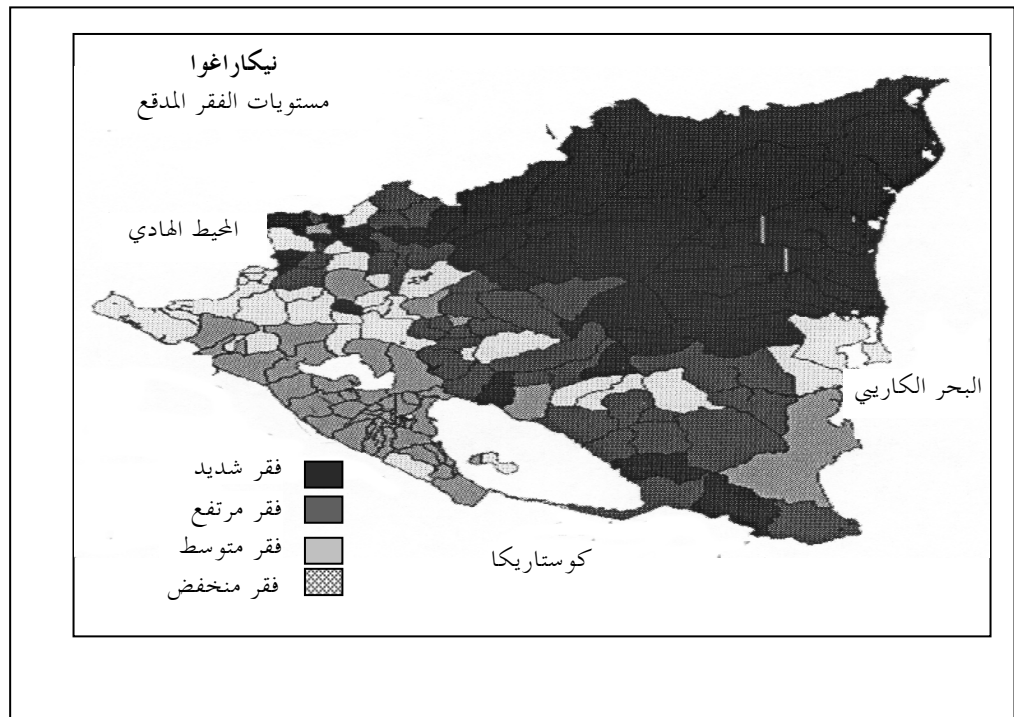 نيكاراغوا
مستويات الفقر المدقع
المحيط الهادي
البحر الكاريبي
فقر شديد
فقر مرتفع
فقر متوسط
فقر منخفض
كوستاريكا